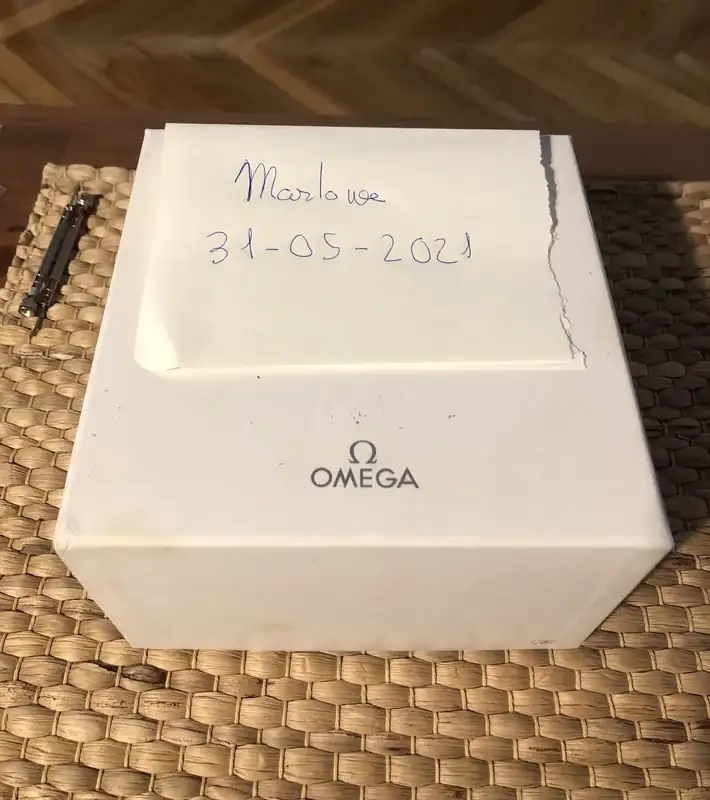 Marlowe
31-05-2021
Ω
OMEGA